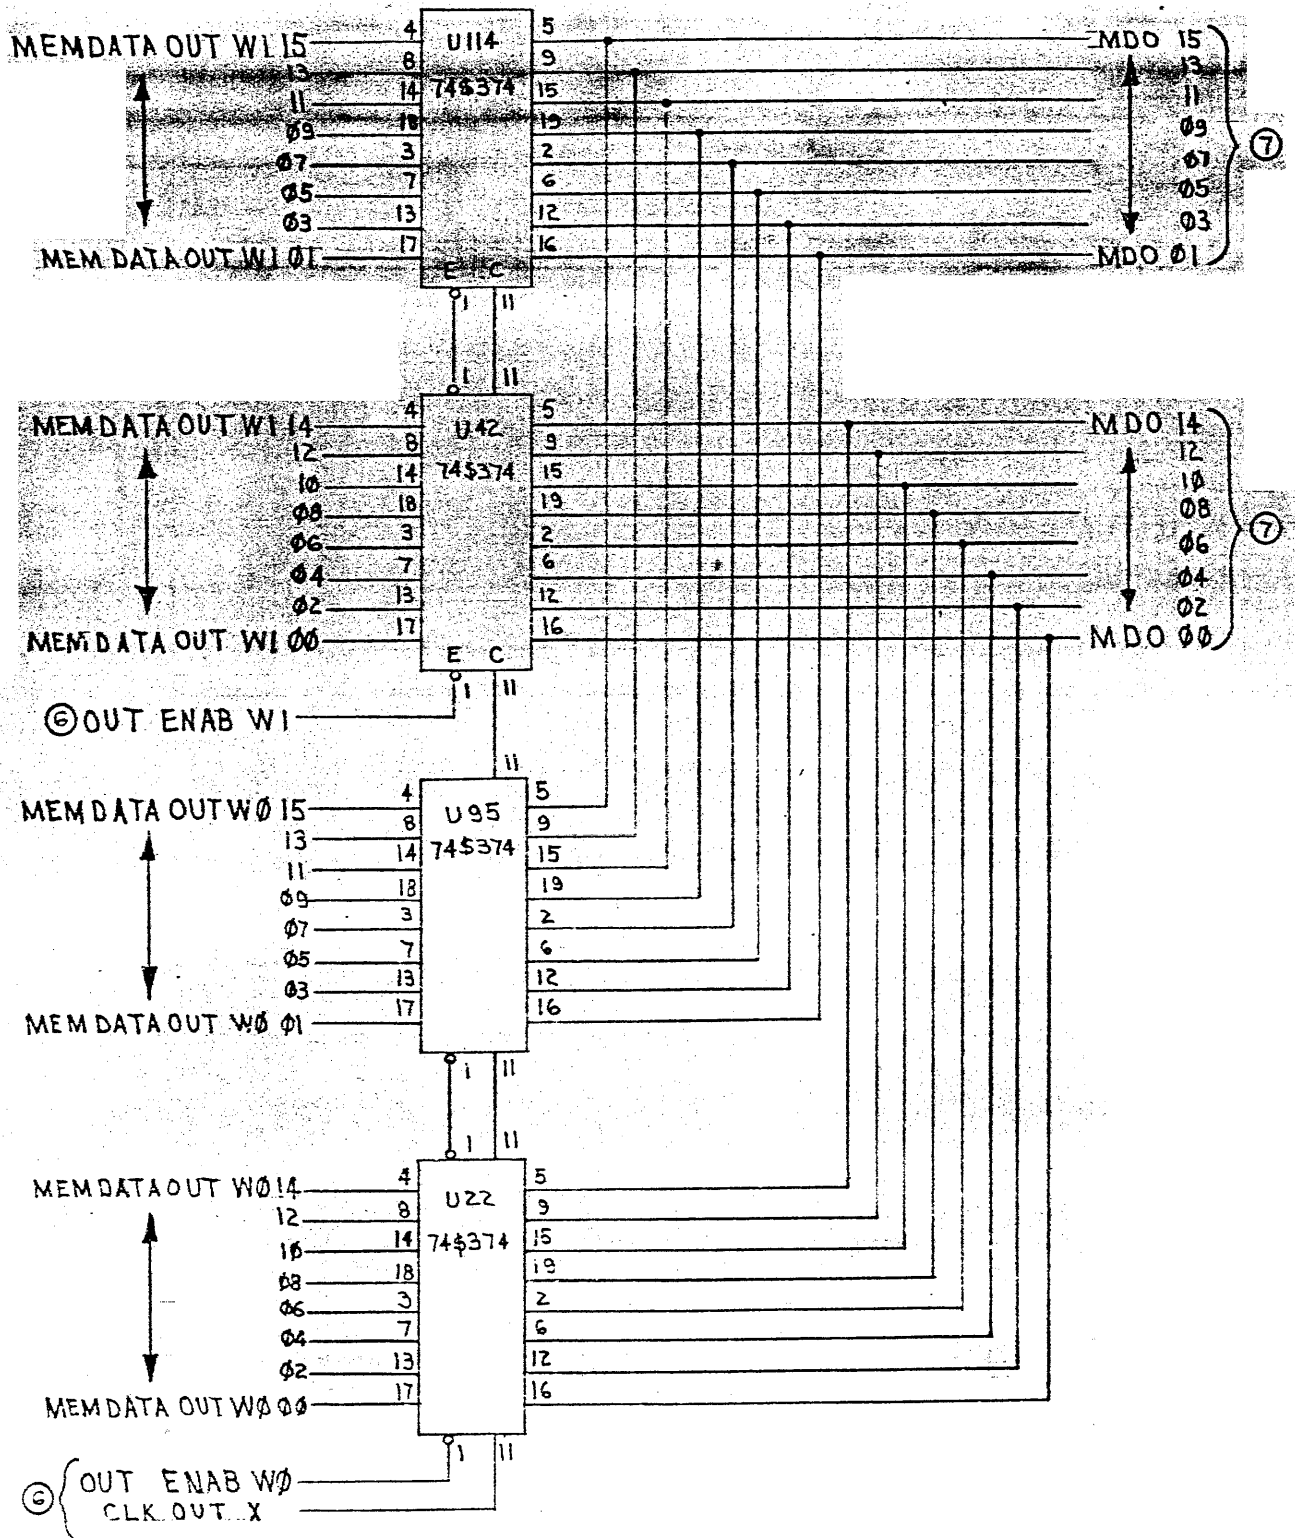 4 U114 5
MEMDATA OUT W1 15 MDO 15
8 9
13 13
14 74S374 15
11 11
18 19
Ø9 Ø9
3 2
Ø7 Ø7
7 6
Ø5 Ø5
13 12
Ø3 Ø3
17 16
MEM DATA OUT W1 Ø1 MDO Ø1
7
E C
1 11
1 11
4 U42 5
MEMDATA OUT W1 14 MDO 14
8 9
12 12
14 74S374 15
1Ø 1Ø
18 19
Ø8 Ø8
3 2
Ø6 Ø6
7 6
Ø4 Ø4
13 12
Ø2 Ø2
17 16
MEM DATA OUT W1 ØØ MDO ØØ
7
E C
1 11
6 OUT ENAB W1
11
4 U95 5
MEMDATA OUT WØ 15
8 9
13
14 74S374 15
11
18 19
Ø9
3 2
Ø7
7 6
Ø5
13 12
Ø3
17 16
MEM DATA OUT WØ Ø1
1 11
1 11
4 U22 5
MEMDATA OUT WØ 14
8 9
12
14 74S374 15
1Ø
18 19
Ø8
3 2
Ø6
7 6
Ø4
13 12
Ø2
17 16
MEM DATA OUT WØ ØØ
1 11
6 OUT ENAB WØ
CLK OUT X